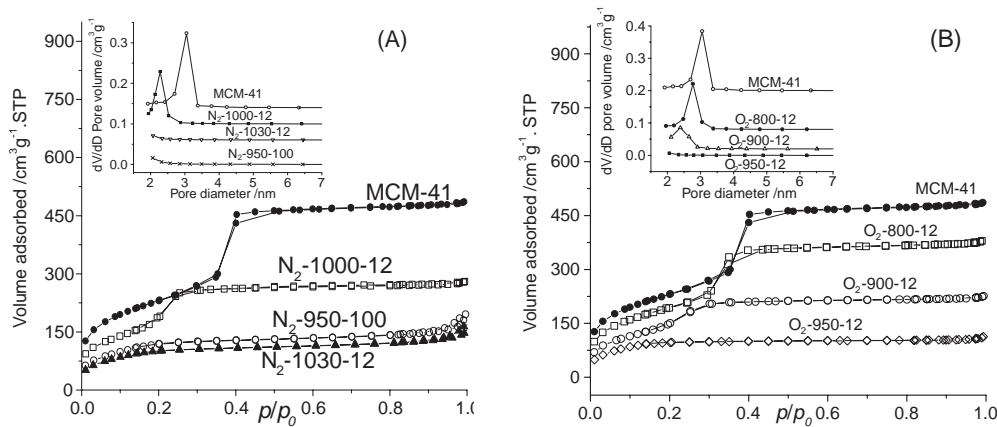 (A)
Volume adsorbed /cm³g⁻¹.STP
900
750
600
450
300
150
0
0.0 0.2 0.4 0.6 0.8 1.0
p/p₀
MCM-41
N₂-1000-12
N₂-950-100
N₂-1030-12
dV/dD Pore volume /cm³g⁻¹
0.3
0.2
0.1
0.0
2 3 4 5 6 7
Pore diameter /nm
MCM-41
N₂-1000-12
N₂-1030-12
N₂-950-100
(B)
Volume adsorbed /cm³g⁻¹.STP
900
750
600
450
300
150
0
0.0 0.2 0.4 0.6 0.8 1.0
p/p₀
MCM-41
O₂-800-12
O₂-900-12
O₂-950-12
dV/dD pore volume /cm³g⁻¹
0.4
0.3
0.2
0.1
0.0
1 2 3 4 5 6 7
Pore diameter /nm
MCM-41
O₂-800-12
O₂-900-12
O₂-950-12